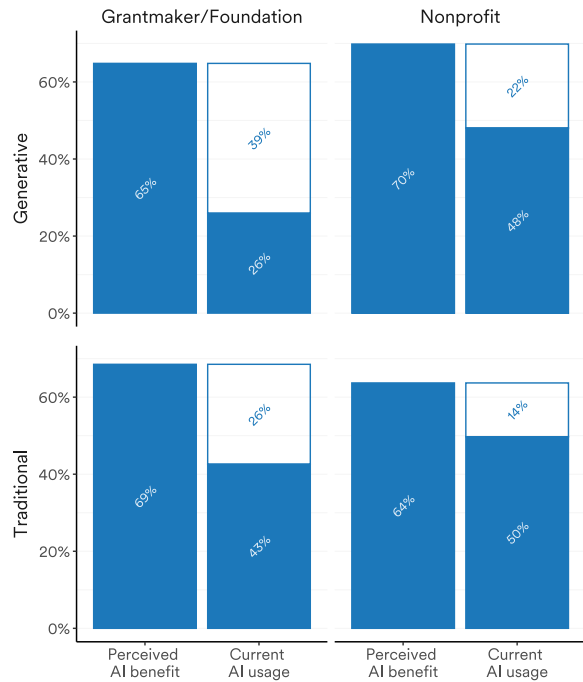 Grantmaker/Foundation
Nonprofit
Generative
60%
40%
20%
0%
65%
39%
26%
70%
22%
48%
Traditional
60%
40%
20%
0%
69%
26%
43%
64%
14%
50%
Perceived
AI benefit
Current
AI usage
Perceived
AI benefit
Current
AI usage